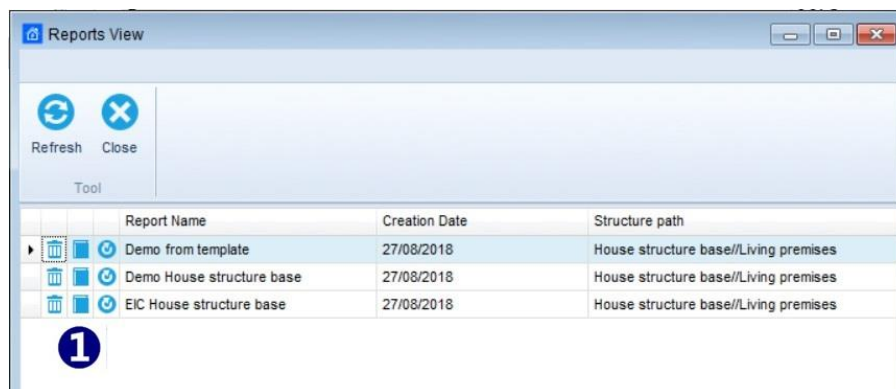 Reports View
Refresh Close
Tool
Report Name Creation Date Structure path
Demo from template 27/08/2018 House structure base//Living premises
Demo House structure base 27/08/2018 House structure base//Living premises
EIC House structure base 27/08/2018 House structure base//Living premises
1